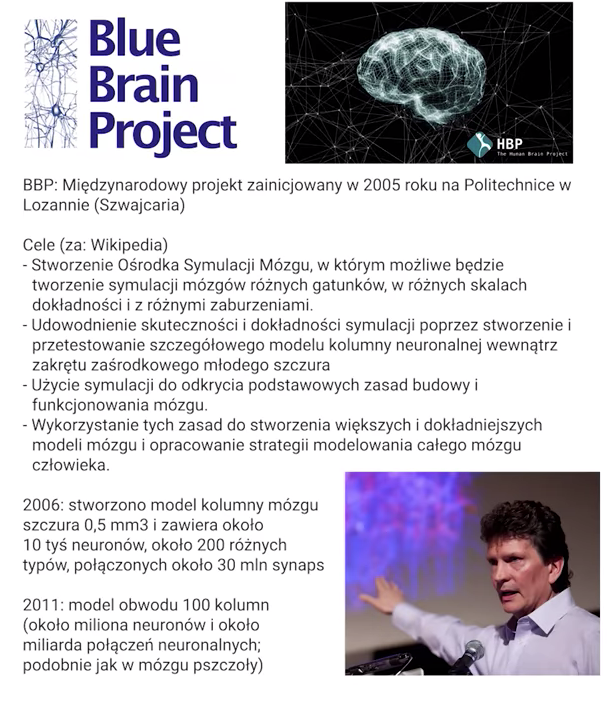 Blue
Brain
Project
HBP
The Human Brain Project
BBP: Międzynarodowy projekt zainicjowany w 2005 roku na Politechnice w
Lozannie (Szwajcaria)
Cele (za: Wikipedia)
- Stworzenie Ośrodka Symulacji Mózgu, w którym możliwe będzie
tworzenie symulacji mózgów różnych gatunków, w różnych skalach
dokładności i z różnymi zaburzeniami.
- Udowodnienie skuteczności i dokładności symulacji poprzez stworzenie i
przetestowanie szczegółowego modelu kolumny neuronalnej wewnątrz
zakrętu zaśrodkowego młodego szczura
- Użycie symulacji do odkrycia podstawowych zasad budowy i
funkcjonowania mózgu.
- Wykorzystanie tych zasad do stworzenia większych i dokładniejszych
modeli mózgu i opracowanie strategii modelowania całego mózgu
człowieka.
2006: stworzono model kolumny mózgu
szczura 0,5 mm3 i zawiera około
10 tyś neuronów, około 200 różnych
typów, połączonych około 30 mln synaps
2011: model obwodu 100 kolumn
(około miliona neuronów i około
miliarda połączeń neuronalnych;
podobnie jak w mózgu pszczoły)